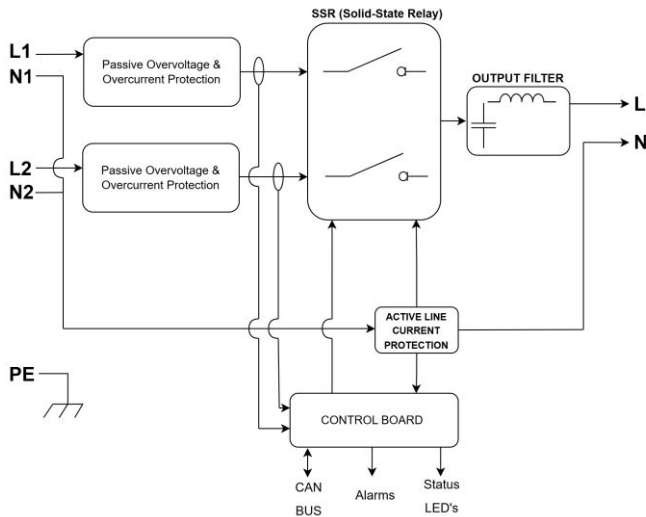 SSR (Solid-State Relay)
L1
N1
Passive Overvoltage &
Overcurrent Protection
OUTPUT FILTER
L
N
L2
N2
Passive Overvoltage &
Overcurrent Protection
ACTIVE LINE
CURRENT
PROTECTION
PE
CONTROL BOARD
CAN
BUS
Alarms
Status
LED's